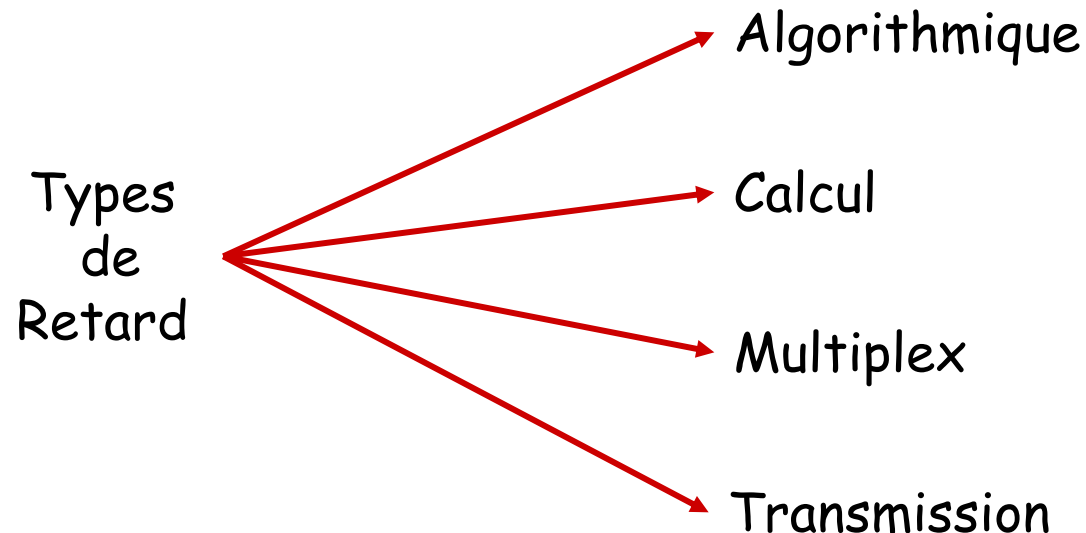 Types
de
Retard
Algorithmique
Calcul
Multiplex
Transmission